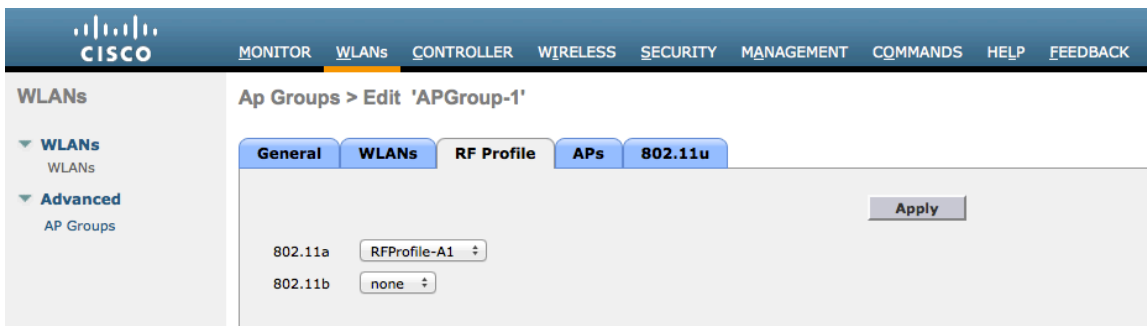 CISCO
MONITOR WLANs CONTROLLER WIRELESS SECURITY MANAGEMENT COMMANDS HELP FEEDBACK
WLANs
WLANs
WLANs
Advanced
AP Groups
Ap Groups > Edit 'APGroup-1'
General WLANs RF Profile APs 802.11u
Apply
802.11a RFProfile-A1
802.11b none